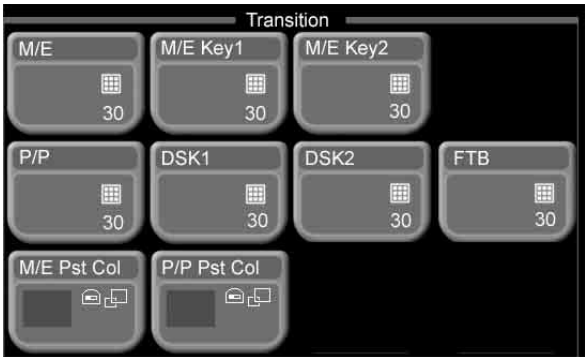 Transition
M/E M/E Key1 M/E Key2
30 30 30
P/P DSK1 DSK2 FTB
30 30 30 30
M/E Pst Col P/P Pst Col